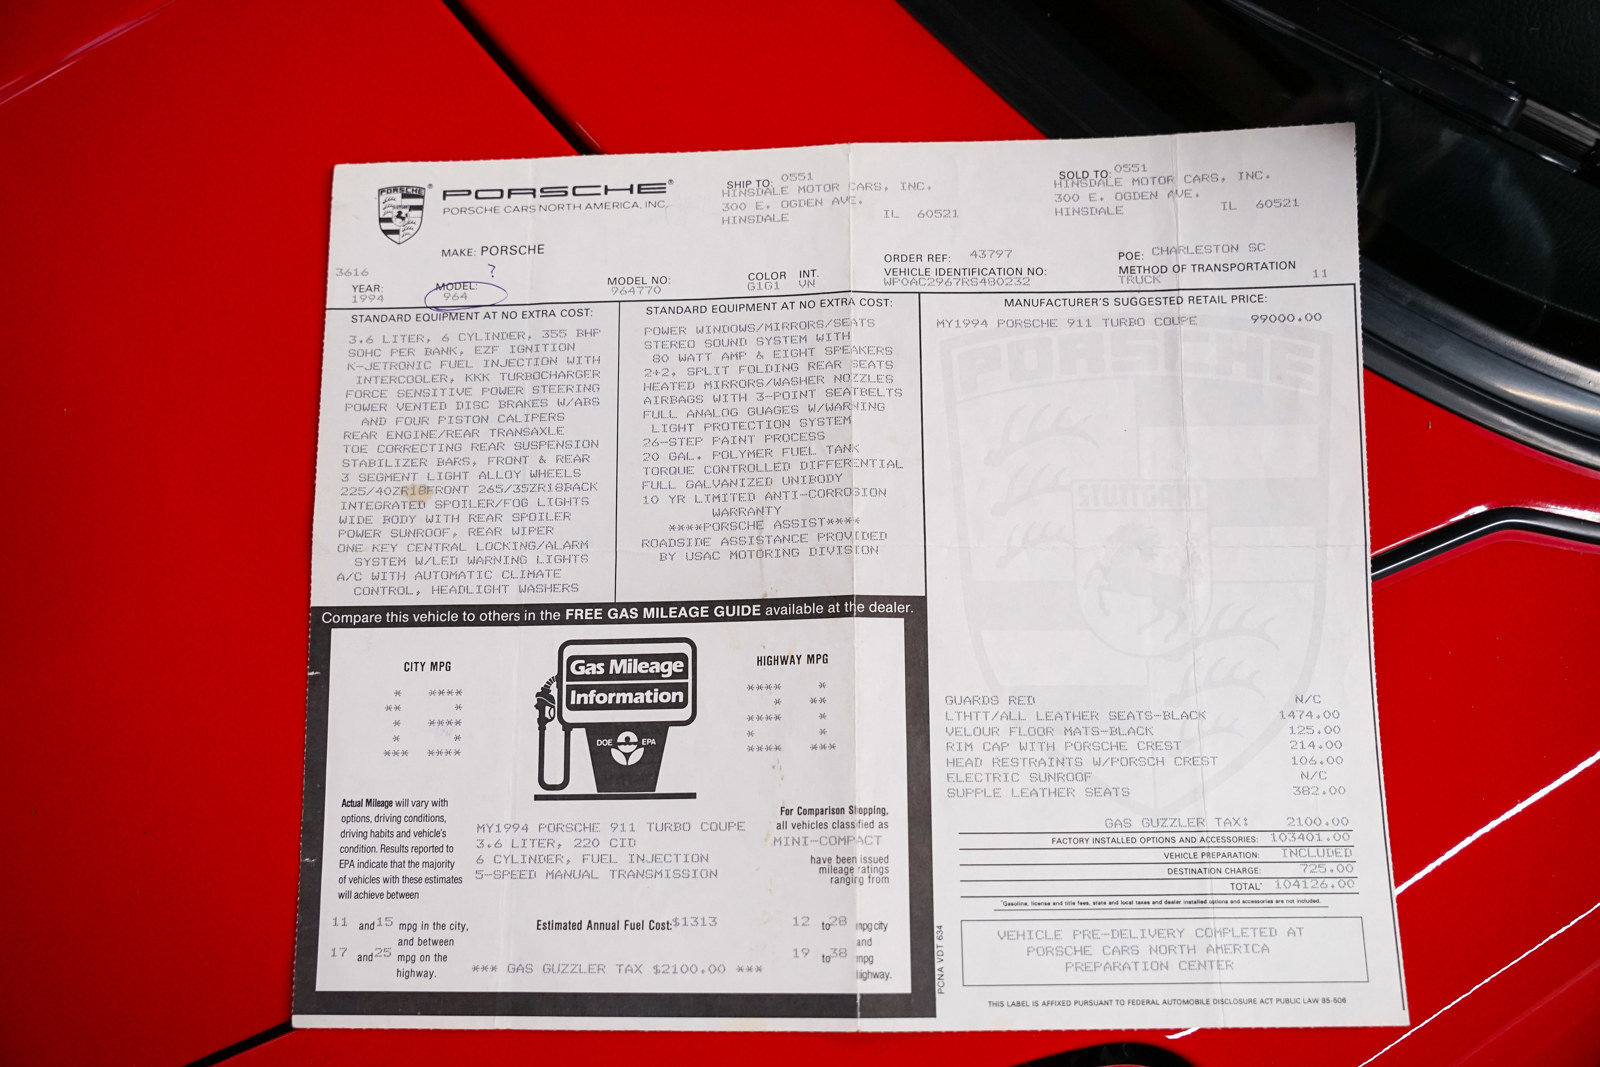 PORSCHE®
PORSCHE
PORSCHE CARS NORTH AMERICA, INC.
SHIP TO: 0551
HINSDALE MOTOR CARS, INC.
300 E. OGDEN AVE.
HINSDALE IL 60521
SOLD TO: 0551
HINSDALE MOTOR CARS, INC.
300 E. OGDEN AVE.
HINSDALE IL 60521
MAKE: PORSCHE
?
3616
YEAR:
1994
MODEL:
964
MODEL NO:
964770
COLOR INT.
G1G1 VN
ORDER REF: 43797
VEHICLE IDENTIFICATION NO:
WP0AC2967RS480232
POE: CHARLESTON SC
METHOD OF TRANSPORTATION
TRUCK 11
STANDARD EQUIPMENT AT NO EXTRA COST:
3.6 LITER, 6 CYLINDER, 355 BHP
SOHC PER BANK, EZF IGNITION
K-JETRONIC FUEL INJECTION WITH
INTERCOOLER, KKK TURBOCHARGER
FORCE SENSITIVE POWER STEERING
POWER VENTED DISC BRAKES W/ABS
AND FOUR PISTON CALIPERS
REAR ENGINE/REAR TRANSAXLE
TOE CORRECTING REAR SUSPENSION
STABILIZER BARS, FRONT & REAR
3 SEGMENT LIGHT ALLOY WHEELS
225/40ZR18FRONT 265/35ZR18BACK
INTEGRATED SPOILER/FOG LIGHTS
WIDE BODY WITH REAR SPOILER
POWER SUNROOF, REAR WIPER
ONE KEY CENTRAL LOCKING/ALARM
SYSTEM W/LED WARNING LIGHTS
A/C WITH AUTOMATIC CLIMATE
CONTROL, HEADLIGHT WASHERS
STANDARD EQUIPMENT AT NO EXTRA COST:
POWER WINDOWS/MIRRORS/SEATS
STEREO SOUND SYSTEM WITH
80 WATT AMP & EIGHT SPEAKERS
2+2, SPLIT FOLDING REAR SEATS
HEATED MIRRORS/WASHER NOZZLES
AIRBAGS WITH 3-POINT SEATBELTS
FULL ANALOG GUAGES W/WARNING
LIGHT PROTECTION SYSTEM
26-STEP PAINT PROCESS
20 GAL. POLYMER FUEL TANK
TORQUE CONTROLLED DIFFERENTIAL
FULL GALVANIZED UNIBODY
10 YR LIMITED ANTI-CORROSION
WARRANTY
****PORSCHE ASSIST****
ROADSIDE ASSISTANCE PROVIDED
BY USAC MOTORING DIVISION
MANUFACTURER'S SUGGESTED RETAIL PRICE:
MY1994 PORSCHE 911 TURBO COUPE 99000.00
GUARDS RED N/C
LTHTT/ALL LEATHER SEATS-BLACK 1474.00
VELOUR FLOOR MATS-BLACK 125.00
RIM CAP WITH PORSCHE CREST 214.00
HEAD RESTRAINTS W/PORSCH CREST 106.00
ELECTRIC SUNROOF N/C
SUPPLE LEATHER SEATS 382.00
GAS GUZZLER TAX: 2100.00
FACTORY INSTALLED OPTIONS AND ACCESSORIES: 103401.00
VEHICLE PREPARATION: INCLUDED
DESTINATION CHARGE: 725.00
TOTAL* 104126.00
*Gasoline, license and title fees, state and local taxes and dealer installed options and accessories are not included.
VEHICLE PRE-DELIVERY COMPLETED AT
PORSCHE CARS NORTH AMERICA
PREPARATION CENTER
THIS LABEL IS AFFIXED PURSUANT TO FEDERAL AUTOMOBILE DISCLOSURE ACT PUBLIC LAW 85-506
PCNA VDT 634
Compare this vehicle to others in the FREE GAS MILEAGE GUIDE available at the dealer.
CITY MPG
* ****
** *
* ****
* *
*** ****
Gas Mileage
Information
DOE EPA
HIGHWAY MPG
**** *
* **
**** *
* *
**** ***
Actual Mileage will vary with
options, driving conditions,
driving habits and vehicle's
condition. Results reported to
EPA indicate that the majority
of vehicles with these estimates
will achieve between
11 and 15 mpg in the city,
and between
17 and 25 mpg on the
highway.
MY1994 PORSCHE 911 TURBO COUPE
3.6 LITER, 220 CID
6 CYLINDER, FUEL INJECTION
5-SPEED MANUAL TRANSMISSION
Estimated Annual Fuel Cost: $1313
*** GAS GUZZLER TAX $2100.00 ***
For Comparison Shopping,
all vehicles classified as
MINI-COMPACT
have been issued
mileage ratings
ranging from
12 to 28 mpg city
and
19 to 38 mpg
highway.